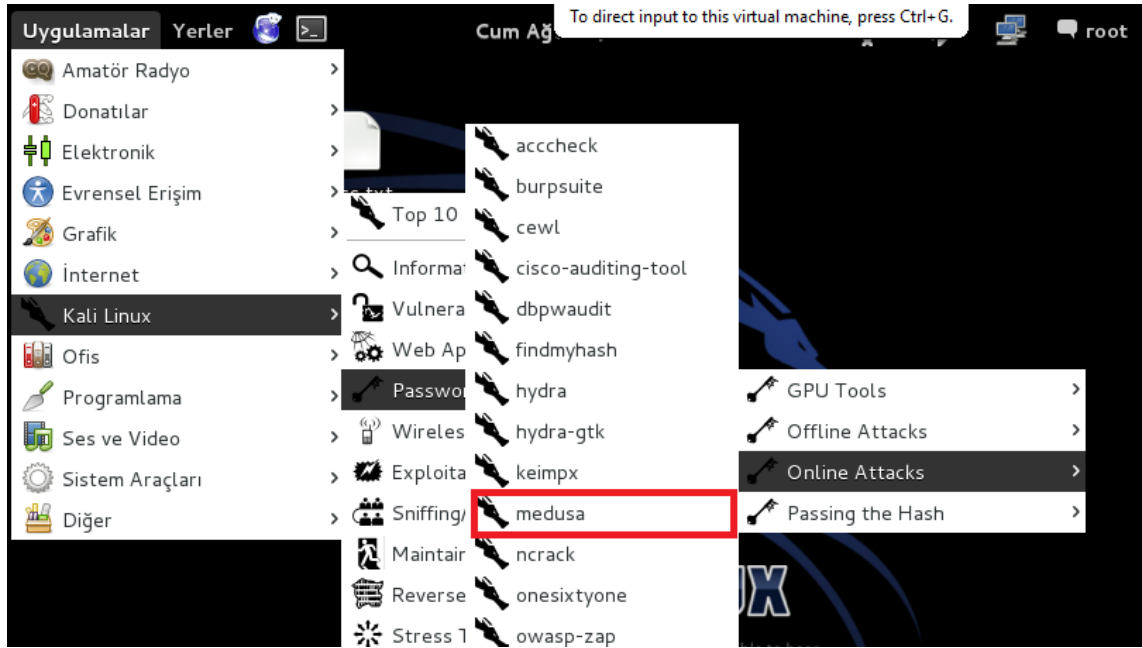 To direct input to this virtual machine, press Ctrl+G.
Uygulamalar Yerler Cum Ağ root
Amatör Radyo
Donatılar
Elektronik
Evrensel Erişim
Grafik
İnternet
Kali Linux
Ofis
Programlama
Ses ve Video
Sistem Araçları
Diğer
Top 10
Informa
Vulnera
Web Ap
Passwo
Wireles
Exploita
Sniffing/
Maintair
Reverse
Stress T
acccheck
burpsuite
cewl
cisco-auditing-tool
dbpwaudit
findmyhash
hydra
hydra-gtk
keimpx
medusa
ncrack
onesixtyone
owasp-zap
GPU Tools
Offline Attacks
Online Attacks
Passing the Hash